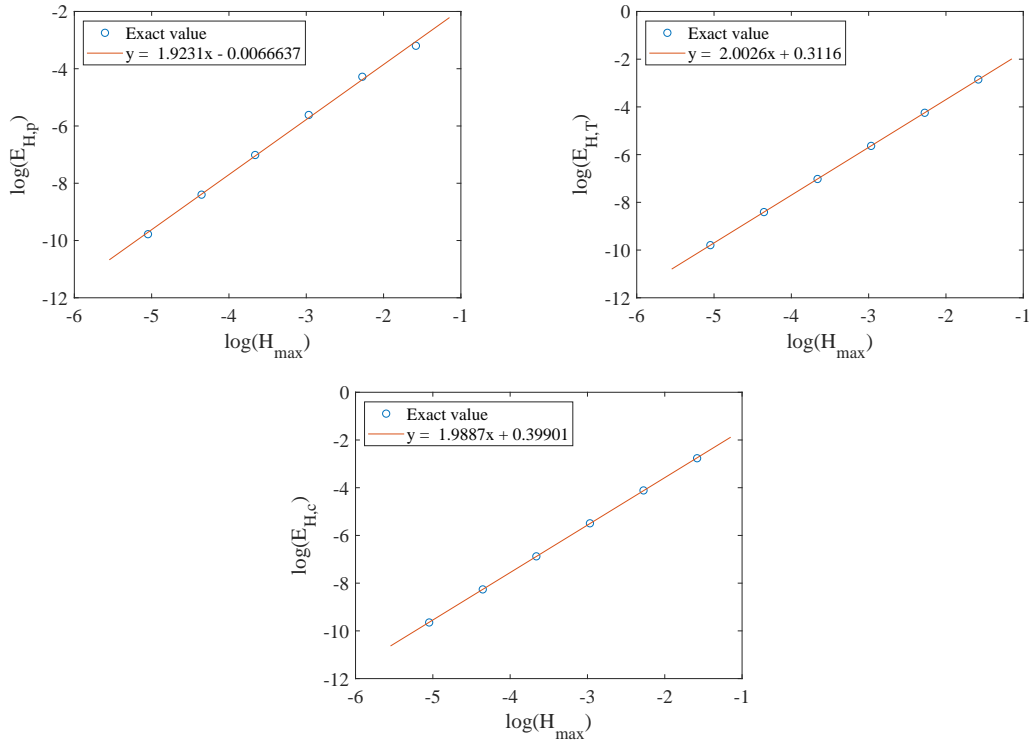 -2
-4
-6
-8
-10
-12
-6 -5 -4 -3 -2 -1
log(H_max)
log(E_H,p)
Exact value
y = 1.9231x - 0.0066637
0
-2
-4
-6
-8
-10
-12
-6 -5 -4 -3 -2 -1
log(H_max)
log(E_H,T)
Exact value
y = 2.0026x + 0.3116
0
-2
-4
-6
-8
-10
-12
-6 -5 -4 -3 -2 -1
log(H_max)
log(E_H,c)
Exact value
y = 1.9887x + 0.39901